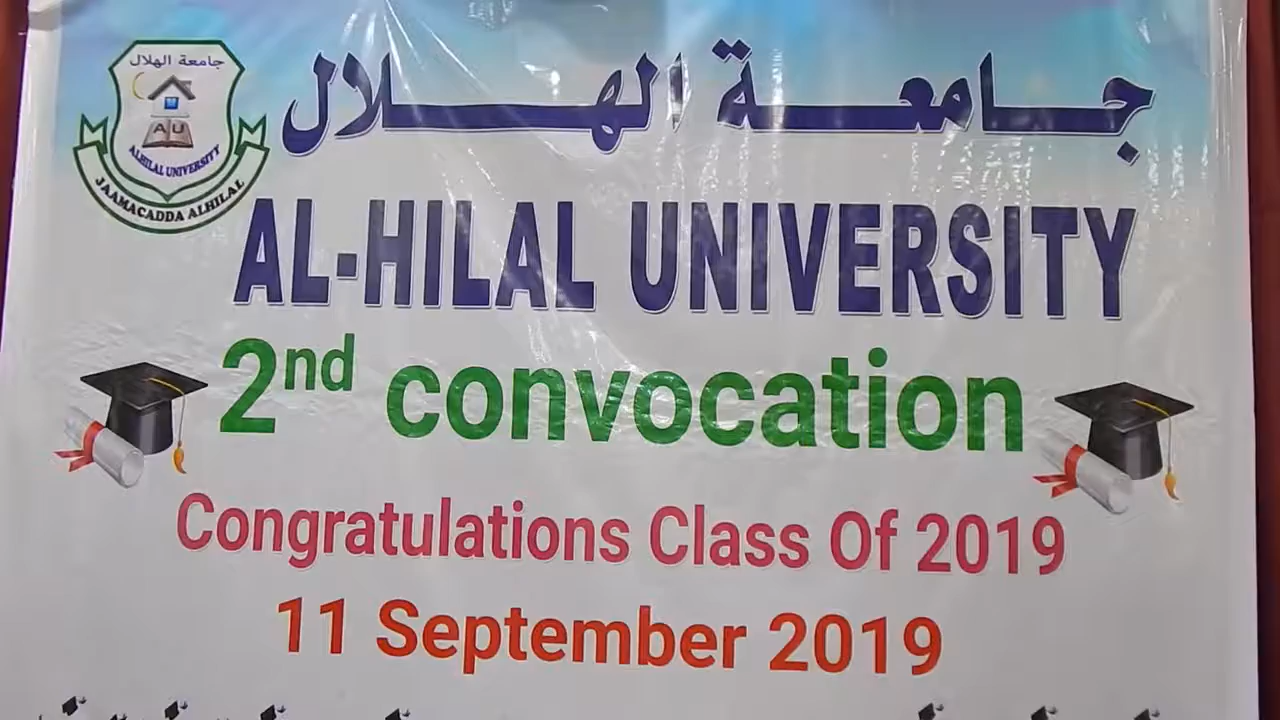 جامعة الهلال
AU
ALHILAL UNIVERSITY
JAAMACADDA ALHILAL
جامعة الهلال
AL-HILAL UNIVERSITY
2nd convocation
Congratulations Class Of 2019
11 September 2019